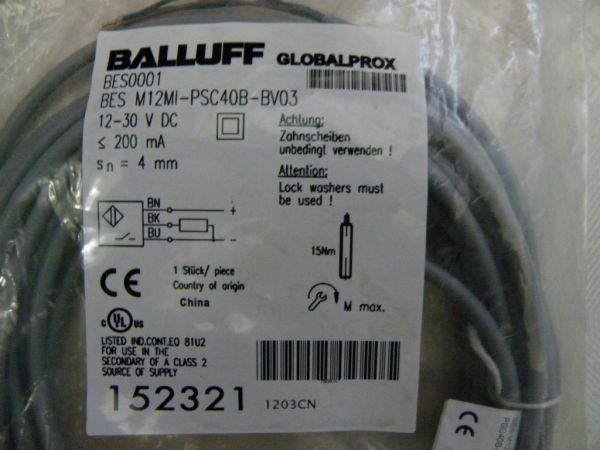 BALLUFF GLOBALPROX
BES0001
BES M12MI-PSC40B-BV03
12-30 V DC
≤ 200 mA
sn = 4 mm
Achtung:
Zahnscheiben
unbedingt verwenden !
Attention:
Lock washers must
be used !
BN +
BK
BU -
15Nm
M max.
CE
1 Stück/ piece
Country of origin
China
c UL us
LISTED IND.CONT.EQ 81U2
FOR USE IN THE
SECONDARY OF A CLASS 2
SOURCE OF SUPPLY
152321 1203CN
CE
PSC40B-